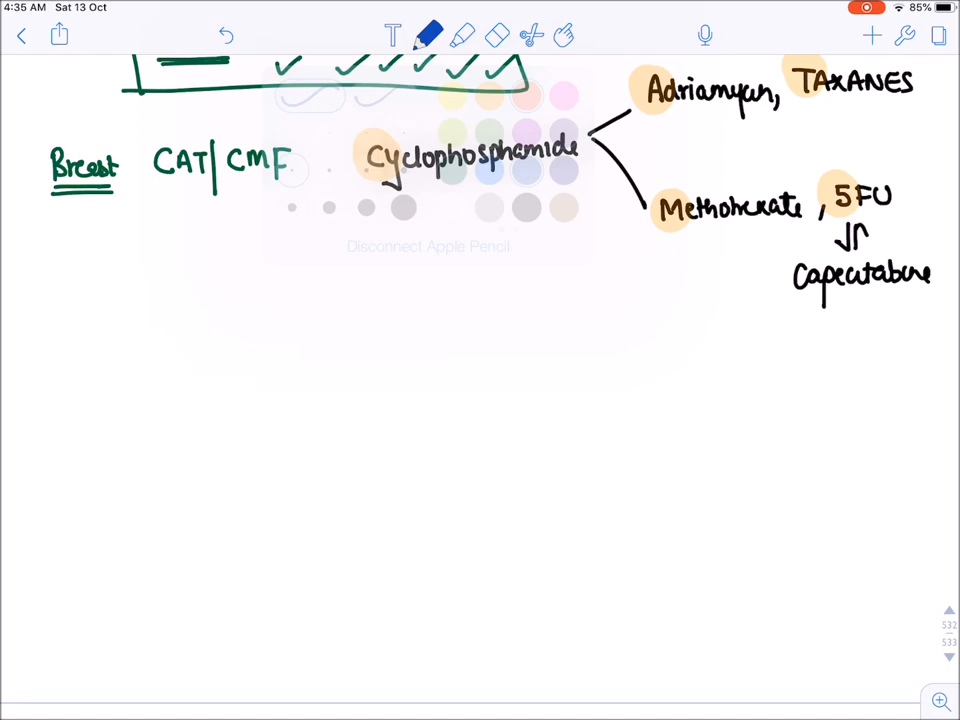 4:35 AM Sat 13 Oct 85%
T
Adriamycin, TAXANES
Breast CAT CMF Cyclophosphamide
Methotrexate , 5FU
Disconnect Apple Pencil
Capecitabine
532
533